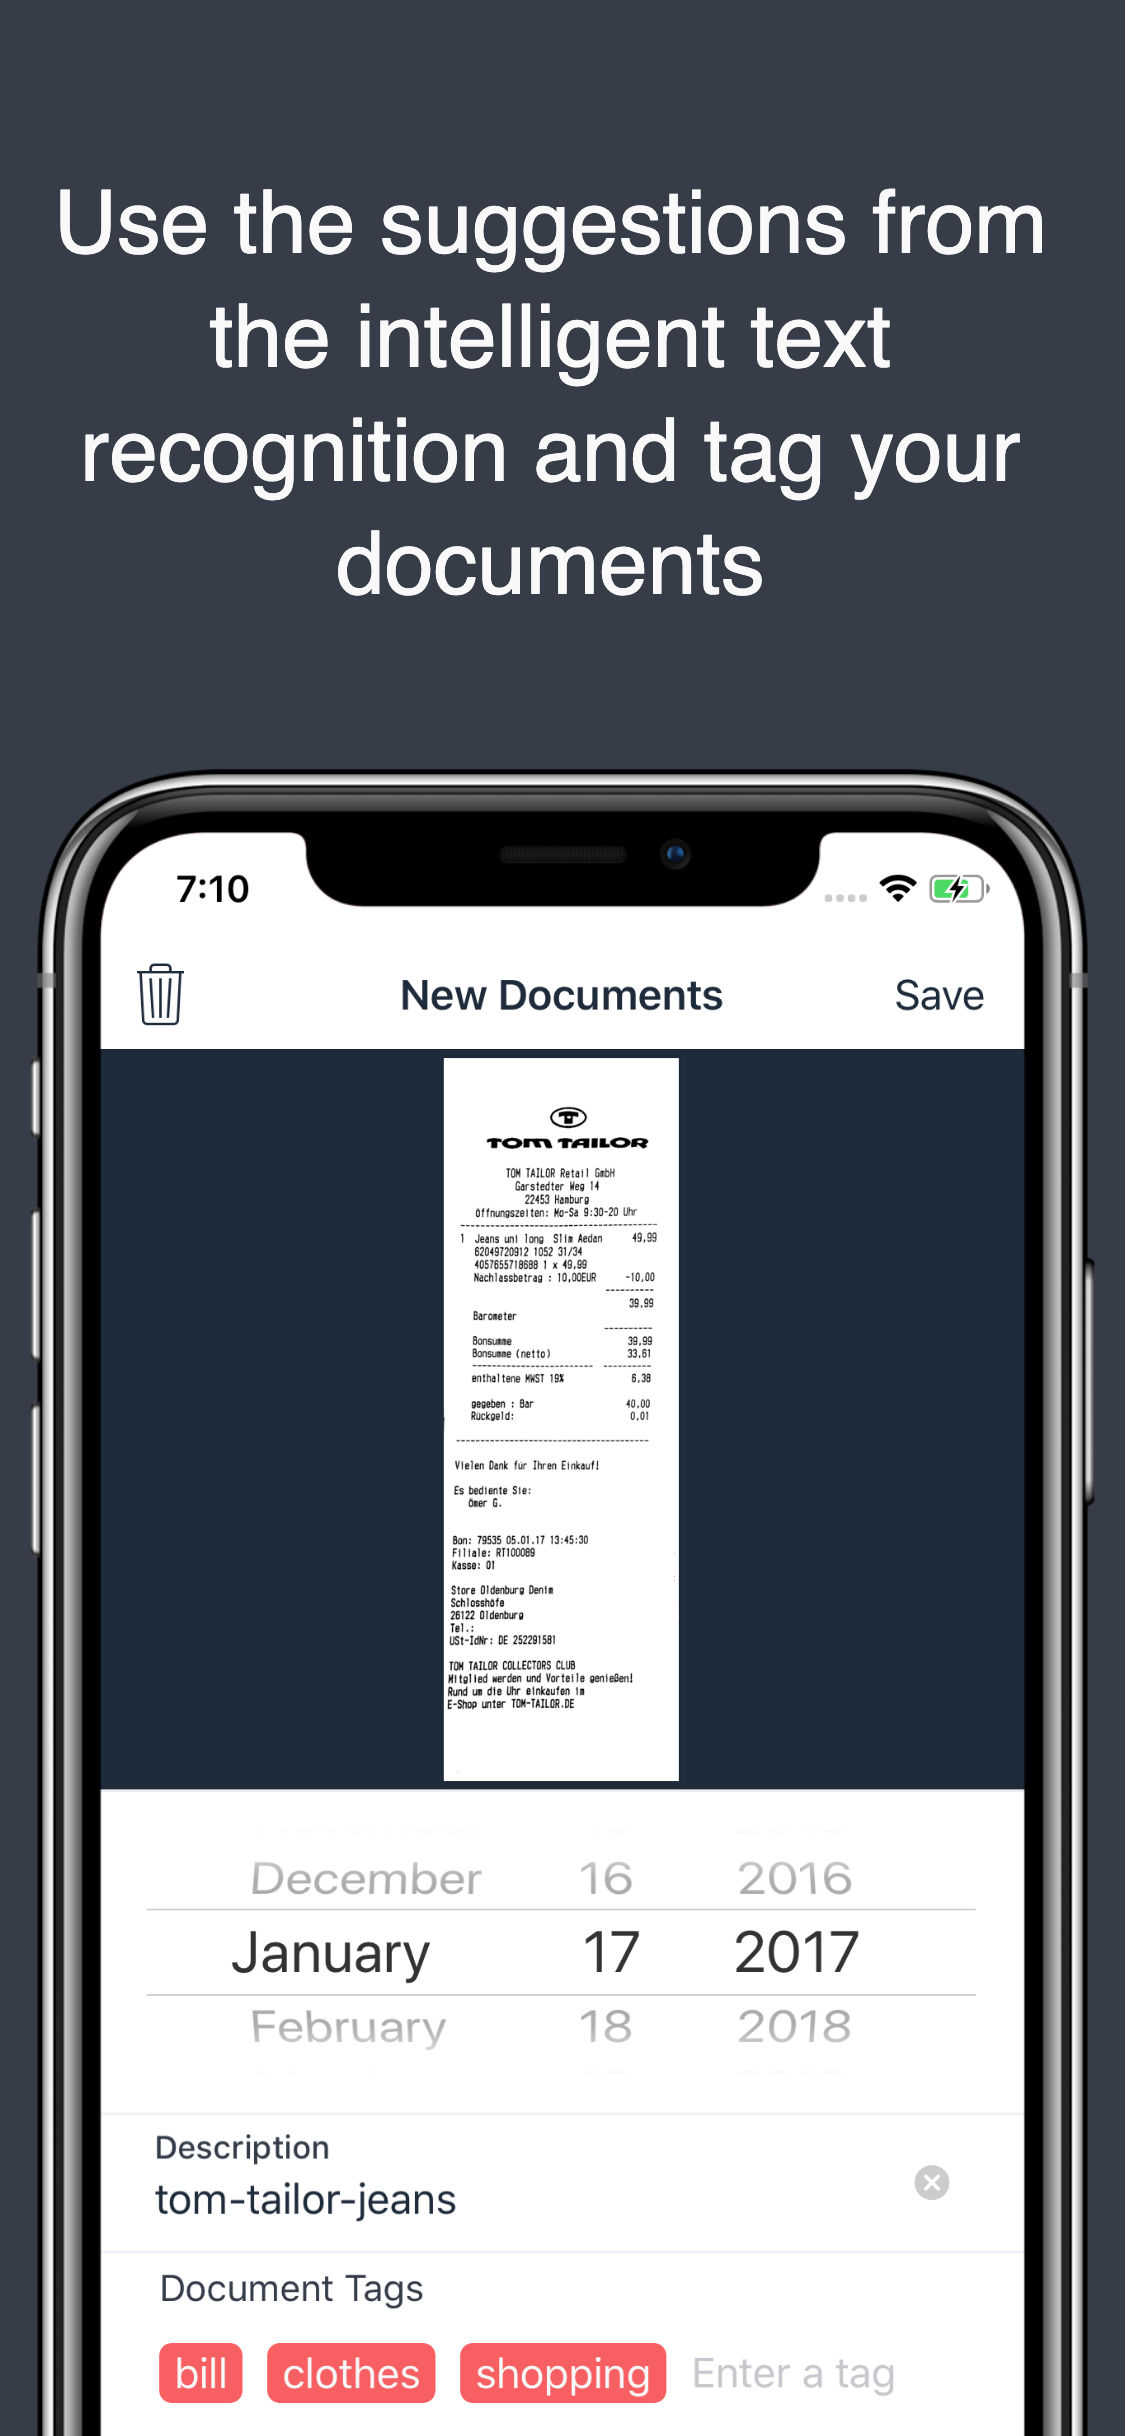 Use the suggestions from
the intelligent text
recognition and tag your
documents
7:10
New Documents
Save
TOM TAILOR
TOM TAILOR Retail GmbH
Garstedter Weg 14
22453 Hamburg
Öffnungszeiten: Mo-Sa 9:30-20 Uhr
1 Jeans uni long Slim Aedan 49,99
62049720912 1052 31/34
4057655718688 1 x 49,99
Nachlassbetrag : 10,00EUR -10,00
39,99
Barometer
Bonsumme 39,99
Bonsumme (netto) 33,61
enthaltene MWST 19% 6,38
gegeben : Bar 40,00
Rückgeld: 0,01
Vielen Dank für Ihren Einkauf!
Es bediente Sie:
Ömer G.
Bon: 79535 05.01.17 13:45:30
Filiale: RT100089
Kasse: 01
Store Oldenburg Denim
Schlosshöfe
26122 Oldenburg
Tel.:
USt-IdNr: DE 252291581
TOM TAILOR COLLECTORS CLUB
Mitglied werden und Vorteile genießen!
Rund um die Uhr einkaufen im
E-Shop unter TOM-TAILOR.DE
December 16 2016
January 17 2017
February 18 2018
Description
tom-tailor-jeans
Document Tags
bill clothes shopping Enter a tag